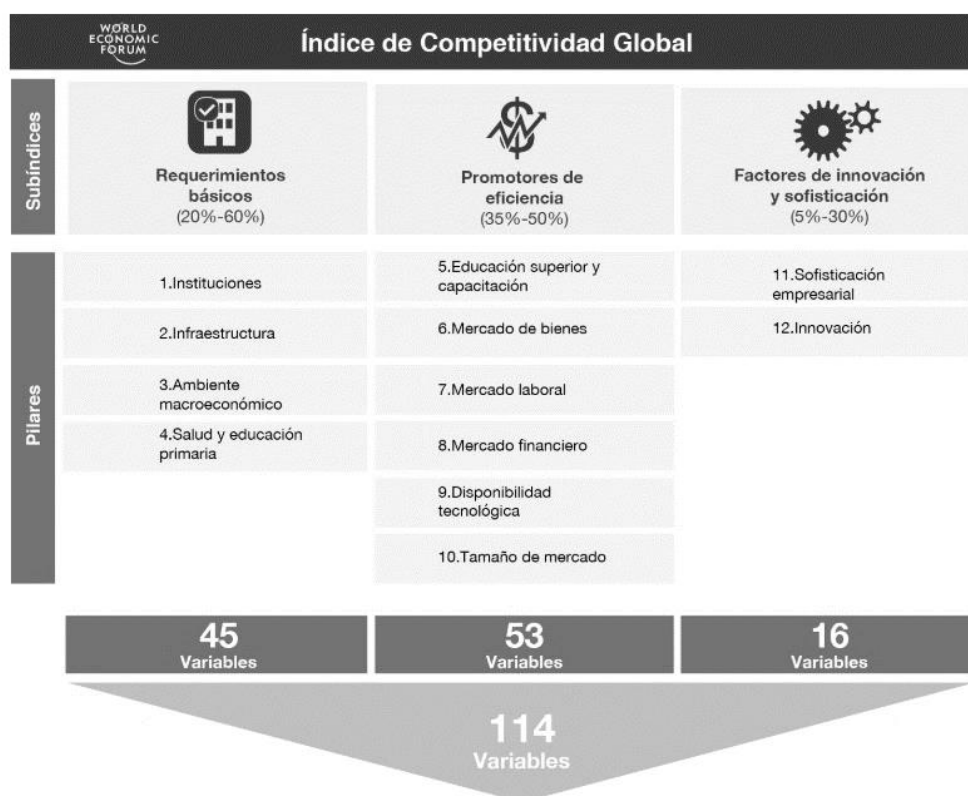 WORLD
ECONOMIC
FORUM
Índice de Competitividad Global
Subíndices
Requerimientos
básicos
(20%-60%)
Promotores de
eficiencia
(35%-50%)
Factores de innovación
y sofisticación
(5%-30%)
Pilares
1.Instituciones
2.Infraestructura
3.Ambiente
macroeconómico
4.Salud y educación
primaria
5.Educación superior y
capacitación
6.Mercado de bienes
7.Mercado laboral
8.Mercado financiero
9.Disponibilidad
tecnológica
10.Tamaño de mercado
11.Sofisticación
empresarial
12.Innovación
45
Variables
53
Variables
16
Variables
114
Variables